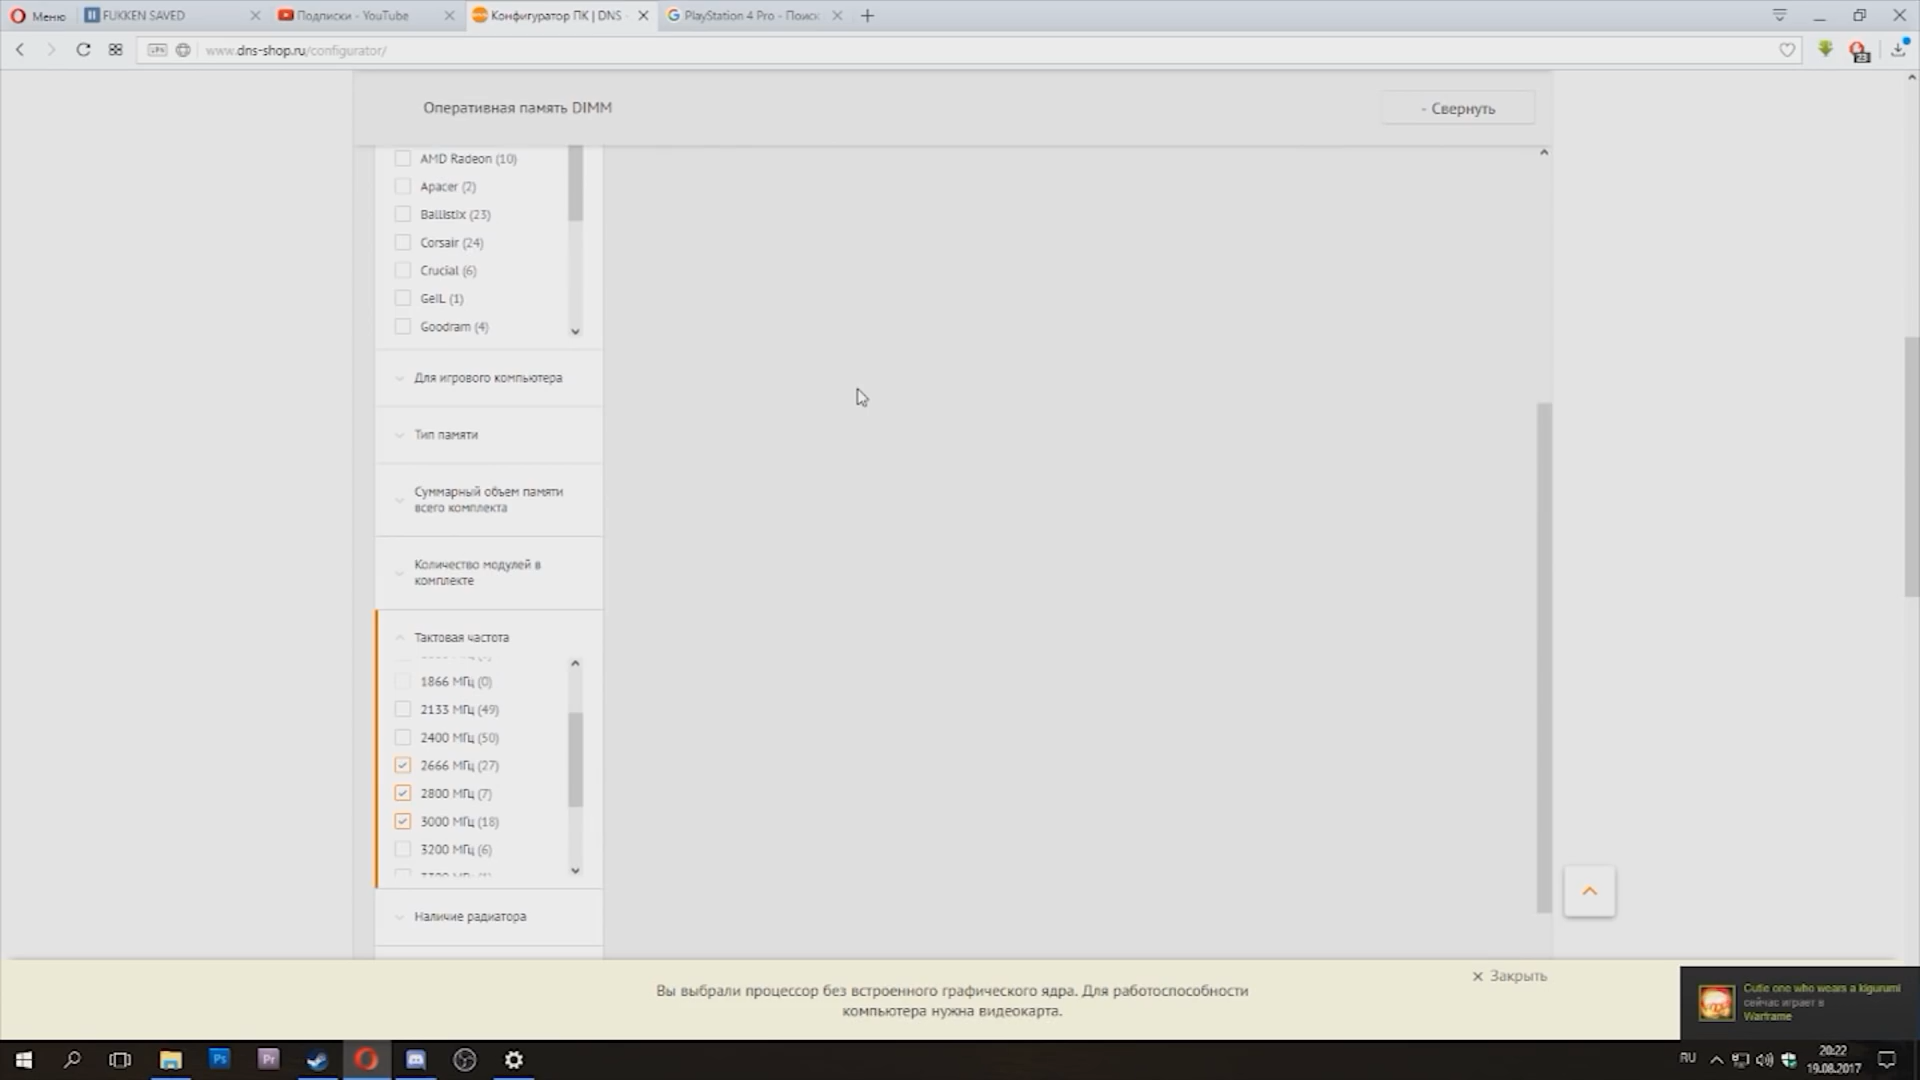 Меню
FUKKEN SAVED
Подписки - YouTube
Конфигуратор ПК | DNS
PlayStation 4 Pro - Поиск
www.dns-shop.ru/configurator/
VPN
23
Оперативная память DIMM
- Свернуть
AMD Radeon (10)
Apacer (2)
Ballistix (23)
Corsair (24)
Crucial (6)
GeIL (1)
Goodram (4)
Для игрового компьютера
Тип памяти
Суммарный объем памяти
всего комплекта
Количество модулей в
комплекте
Тактовая частота
1866 МГц (0)
2133 МГц (49)
2400 МГц (50)
2666 МГц (27)
2800 МГц (7)
3000 МГц (18)
3200 МГц (6)
Наличие радиатора
Вы выбрали процессор без встроенного графического ядра. Для работоспособности
компьютера нужна видеокарта.
× Закрыть
Cutie one who wears a kigurumi
сейчас играет в
Warframe
Ps
Pr
RU
20:22
19.08.2017